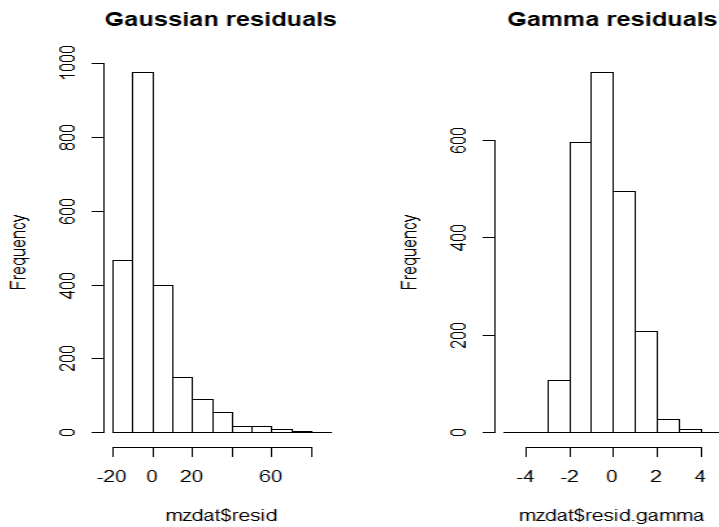 Gaussian residuals
Frequency
0
200
400
600
800
1000
-20 0 20 60
mzdat$resid
Gamma residuals
Frequency
0
200
400
600
-4 -2 0 2 4
mzdat$resid.gamma